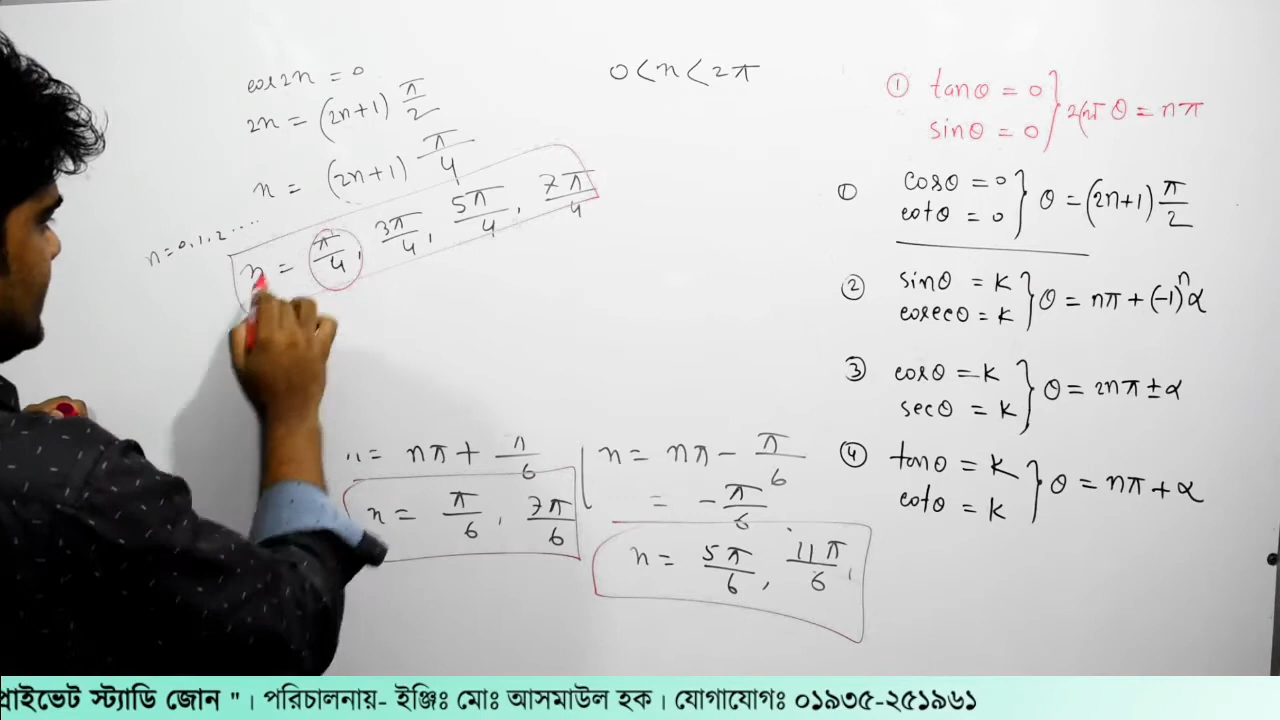 cos2x = 0
2x = (2n+1) π/2
x = (2n+1) π/4
n=0,1,2....
x = π/4, 3π/4, 5π/4, 7π/4
0<x<2π
= nπ + π/6
x = π/6, 7π/6
x = nπ - π/6
= -π/6
x = 5π/6, 11π/6,
① tanθ = 0
sinθ = 0 } θ = nπ
① cosθ = 0
cotθ = 0 } θ = (2n+1) π/2
② sinθ = K
cosecθ = K } θ = nπ + (-1)ⁿα
③ cosθ = K
secθ = K } θ = 2nπ ± α
④ tanθ = K
cotθ = K } θ = nπ + α
প্রাইভেট স্ট্যাডি জোন " । পরিচালনায়- ইঞ্জিঃ মোঃ আসমাউল হক । যোগাযোগঃ ০১৯৩৫-২৫১৯৬১